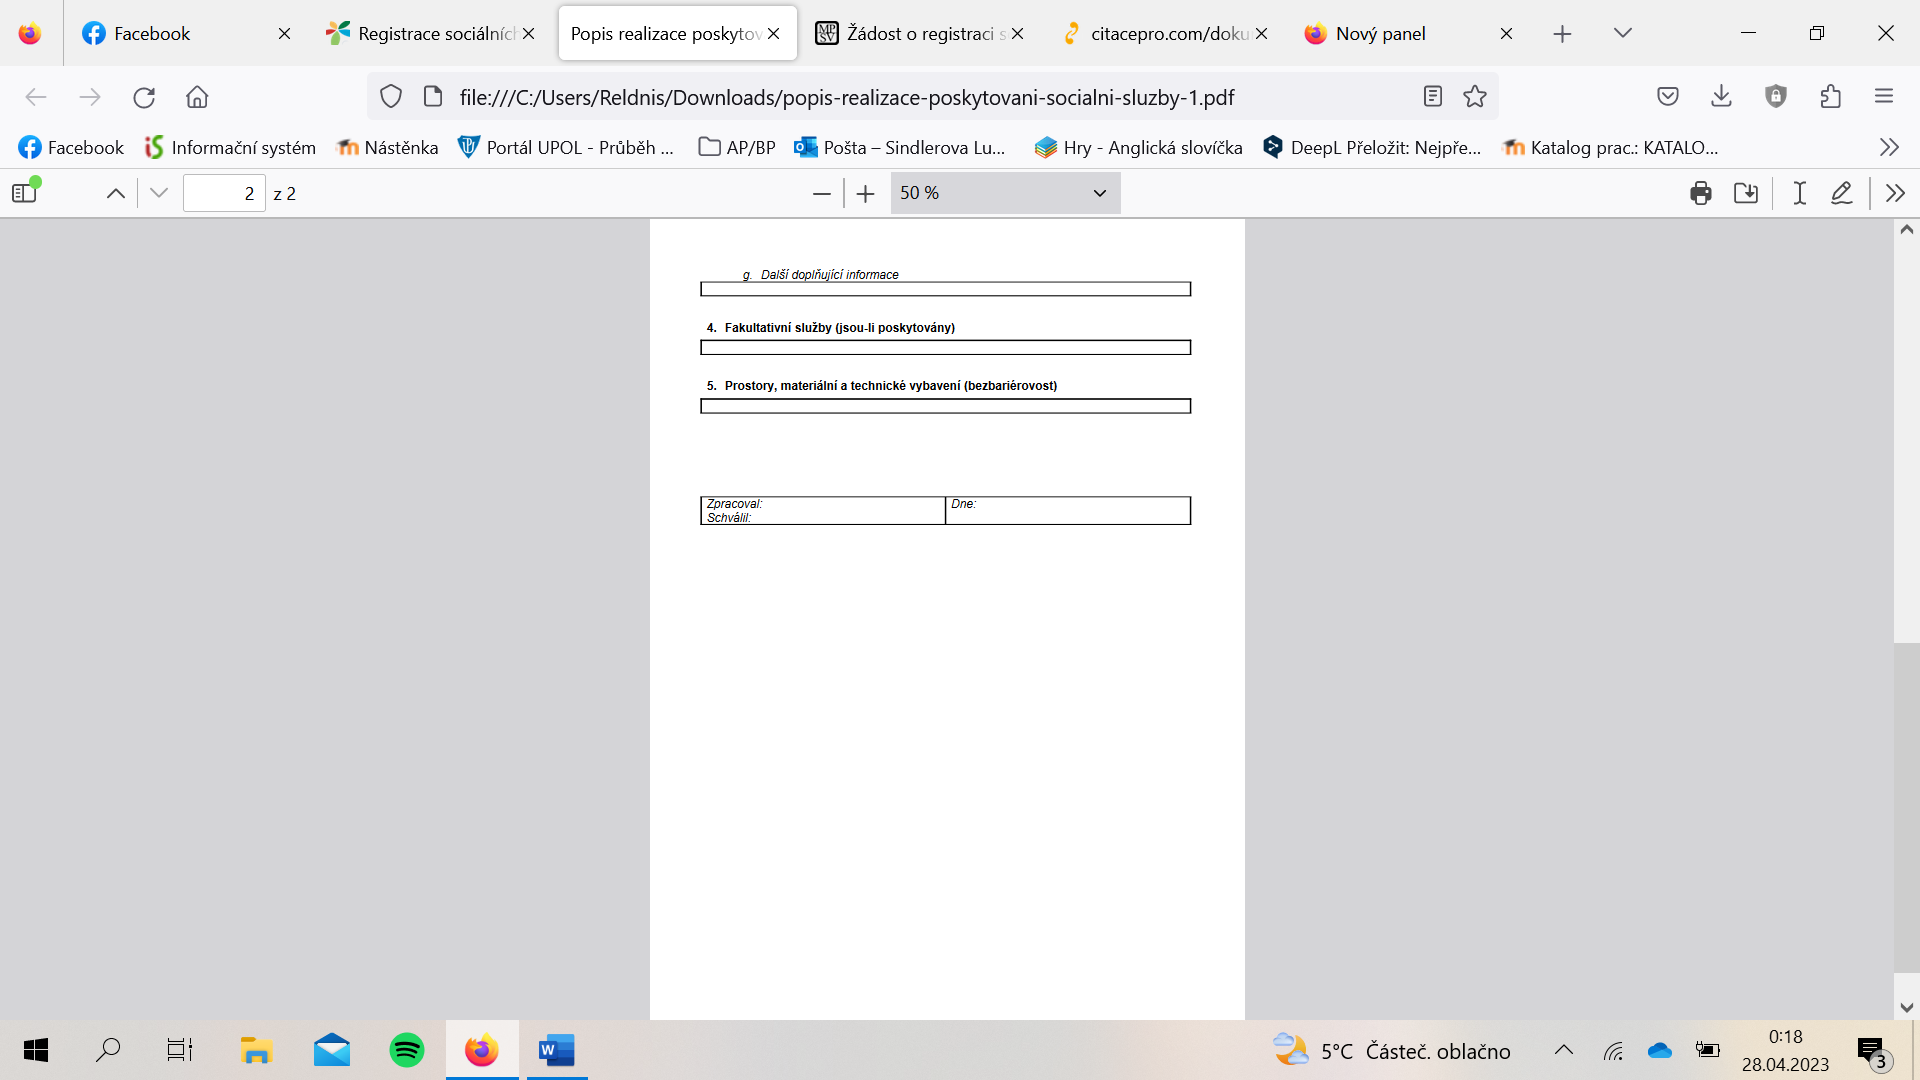 Facebook
Registrace sociálních
Popis realizace poskytov
Žádost o registraci s
citacepro.com/doku
Nový panel
file:///C:/Users/Reldnis/Downloads/popis-realizace-poskytovani-socialni-sluzby-1.pdf
Facebook
Informační systém
Nástěnka
Portál UPOL - Průběh ...
AP/BP
Pošta – Sindlerova Lu...
Hry - Anglická slovíčka
DeepL Přeložit: Nejpře...
Katalog prac.: KATALO...
2 z 2
50 %
g. Další doplňující informace
4. Fakultativní služby (jsou-li poskytovány)
5. Prostory, materiální a technické vybavení (bezbariérovost)
Zpracoval:
Schválil:
Dne:
5°C Částeč. oblačno
0:18
28.04.2023
3